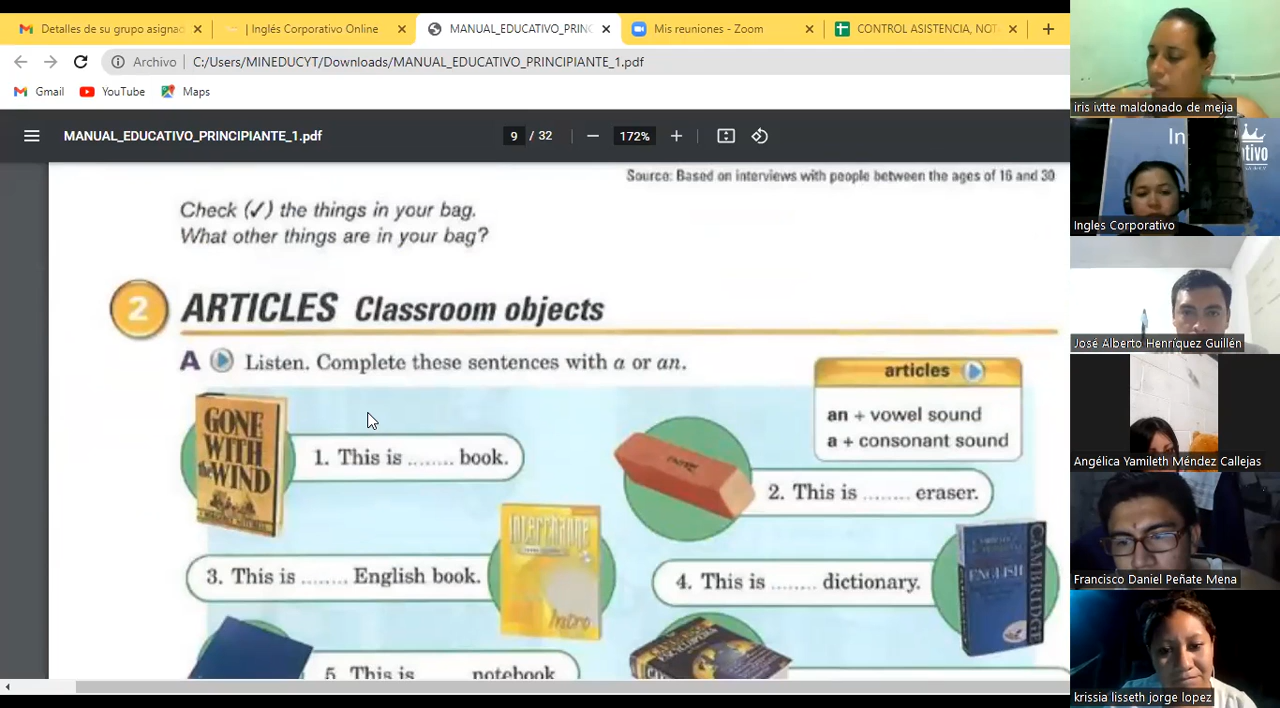 Detalles de su grupo asignad
| Inglés Corporativo Online
MANUAL_EDUCATIVO_PRIN
Mis reuniones - Zoom
CONTROL ASISTENCIA, NOT
Archivo | C:/Users/MINEDUCYT/Downloads/MANUAL_EDUCATIVO_PRINCIPIANTE_1.pdf
Gmail YouTube Maps
MANUAL_EDUCATIVO_PRINCIPIANTE_1.pdf
9 / 32
172%
Source: Based on interviews with people between the ages of 16 and 30
Check (✓) the things in your bag.
What other things are in your bag?
2 ARTICLES Classroom objects
A Listen. Complete these sentences with a or an.
articles
an + vowel sound
a + consonant sound
GONE
WITH
the WIND
1. This is ........ book.
2. This is ........ eraser.
3. This is ........ English book.
interchange
Intro
4. This is ........ dictionary.
ENGLISH
CAMBRIDGE
5. This is notebook
iris ivtte maldonado de mejia
In
tivo
Ingles Corporativo
José Alberto Henríquez Guillén
Angélica Yamileth Méndez Callejas
Francisco Daniel Peñate Mena
krissia lisseth jorge lopez